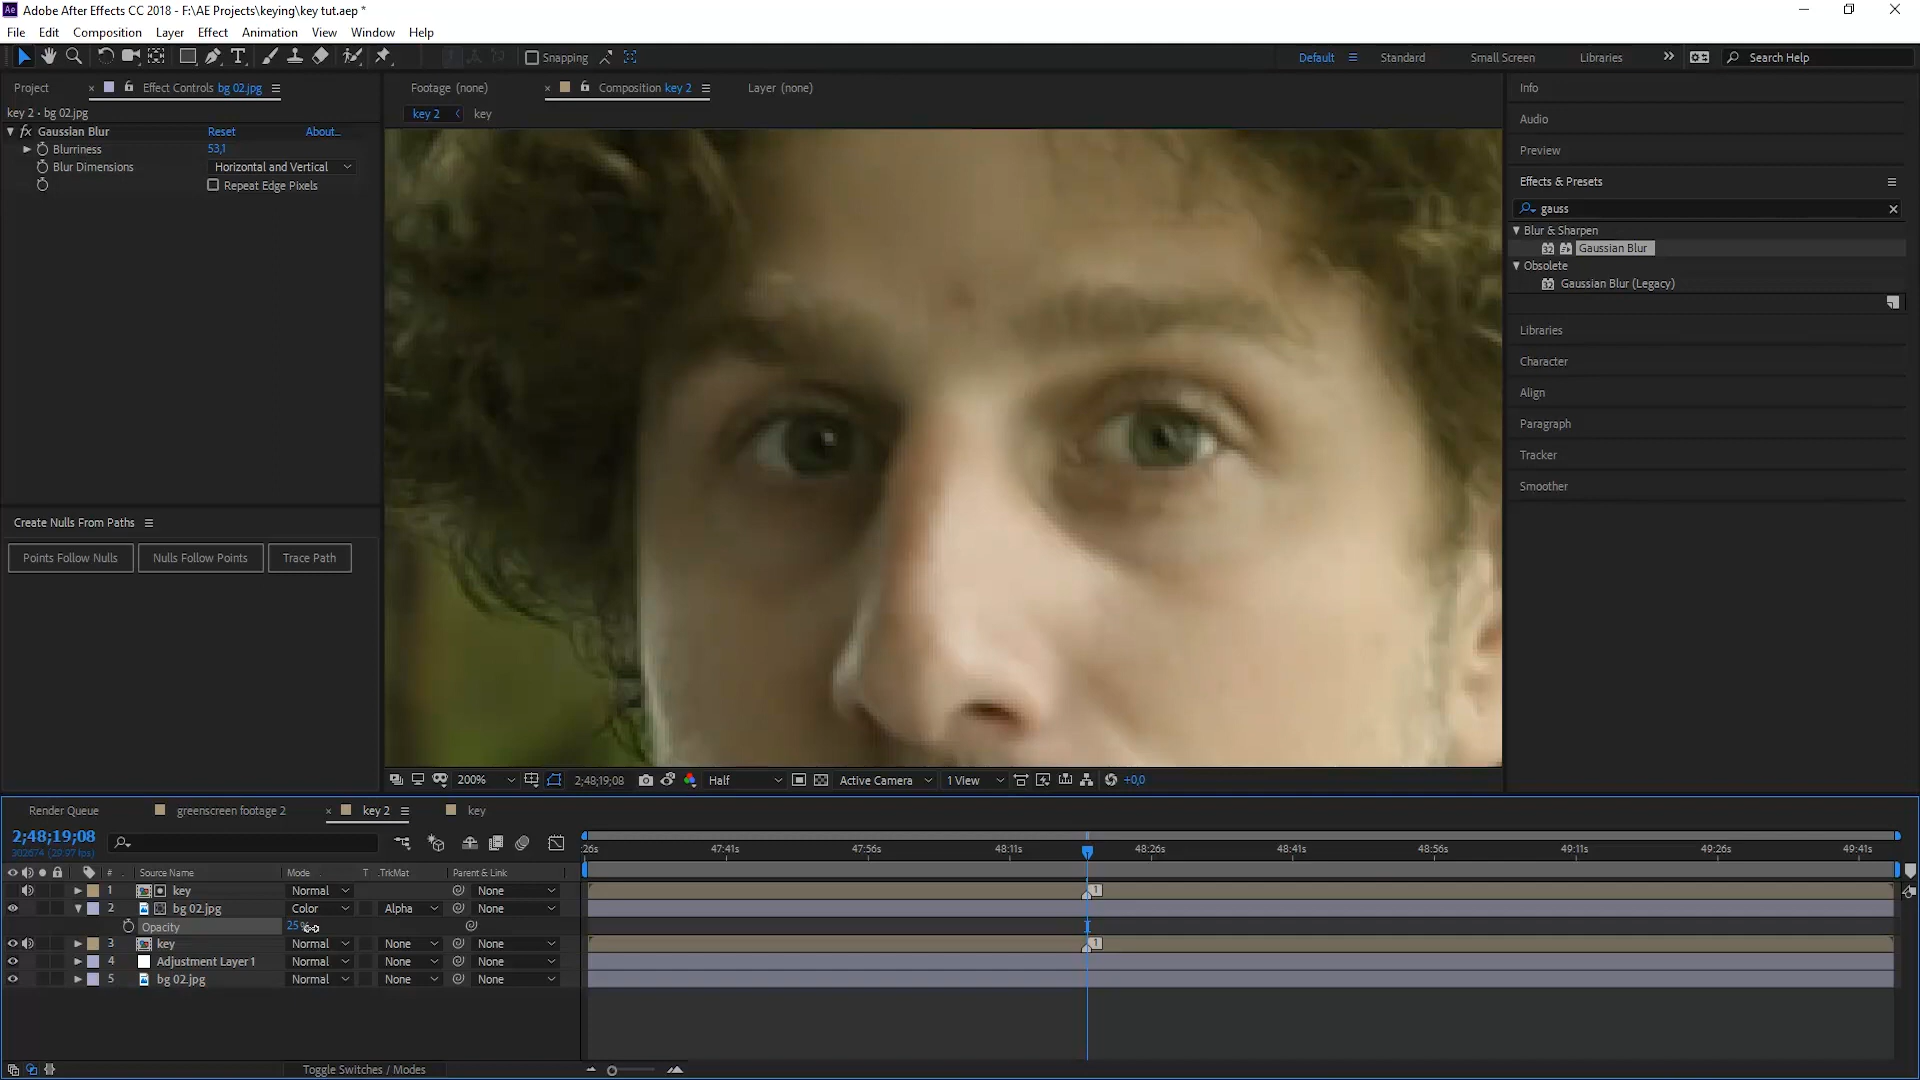 Adobe After Effects CC 2018 - F:\AE Projects\keying\key tut.aep *
File Edit Composition Layer Effect Animation View Window Help
Snapping Default Standard Small Screen Libraries Search Help
Project Effect Controls bg 02.jpg
Footage (none) Composition key 2 Layer (none)
Info
key 2 • bg 02.jpg
key 2 key
fx Gaussian Blur Reset About...
Blurriness 53,1
Blur Dimensions Horizontal and Vertical
Repeat Edge Pixels
Audio
Preview
Effects & Presets
gauss
Blur & Sharpen
Gaussian Blur
Obsolete
Gaussian Blur (Legacy)
Libraries
Character
Align
Paragraph
Tracker
Smoother
Create Nulls From Paths
Points Follow Nulls Nulls Follow Points Trace Path
200% 2;48;19;08 Half Active Camera 1 View +0,0
Render Queue greenscreen footage 2 key 2 key
2;48;19;08
302674 (29.97 fps)
:26s 47:41s 47:56s 48:11s 48:26s 48:41s 48:56s 49:11s 49:26s 49:41s
# Source Name Mode T .TrkMat Parent & Link
1 key Normal None 1
2 bg 02.jpg Color Alpha None
Opacity 25%
3 key Normal None None 1
4 Adjustment Layer 1 Normal None None
5 bg 02.jpg Normal None None
Toggle Switches / Modes